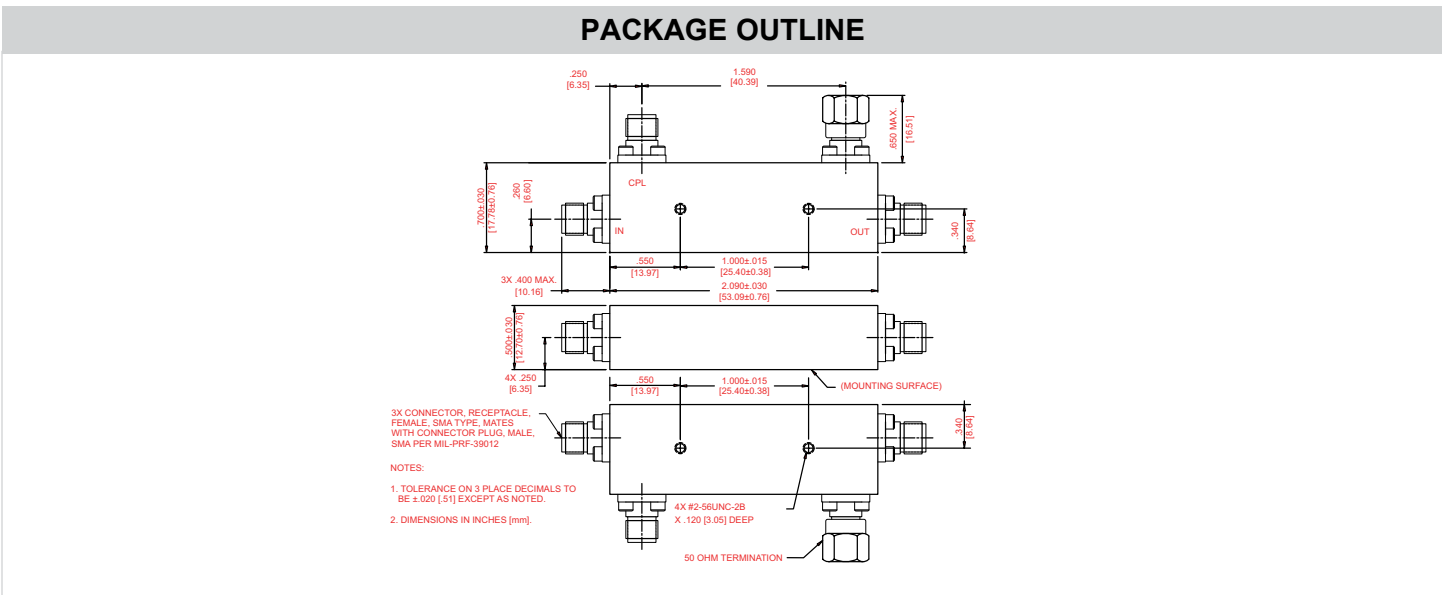 PACKAGE OUTLINE
.250
[6.35]
1.590
[40.39]
.650 MAX.
[16.51]
.700±.030
[17.78±0.76]
.260
[6.60]
CPL
IN
OUT
.340
[8.64]
.550
[13.97]
1.000±.015
[25.40±0.38]
3X .400 MAX.
[10.16]
2.090±.030
[53.09±0.76]
.500±.030
[12.70±0.76]
4X .250
[6.35]
.550
[13.97]
1.000±.015
[25.40±0.38]
(MOUNTING SURFACE)
3X CONNECTOR, RECEPTACLE,
FEMALE, SMA TYPE, MATES
WITH CONNECTOR PLUG, MALE,
SMA PER MIL-PRF-39012
.340
[8.64]
NOTES:
1. TOLERANCE ON 3 PLACE DECIMALS TO
BE ±.020 [.51] EXCEPT AS NOTED.
2. DIMENSIONS IN INCHES [mm].
4X #2-56UNC-2B
X .120 [3.05] DEEP
50 OHM TERMINATION